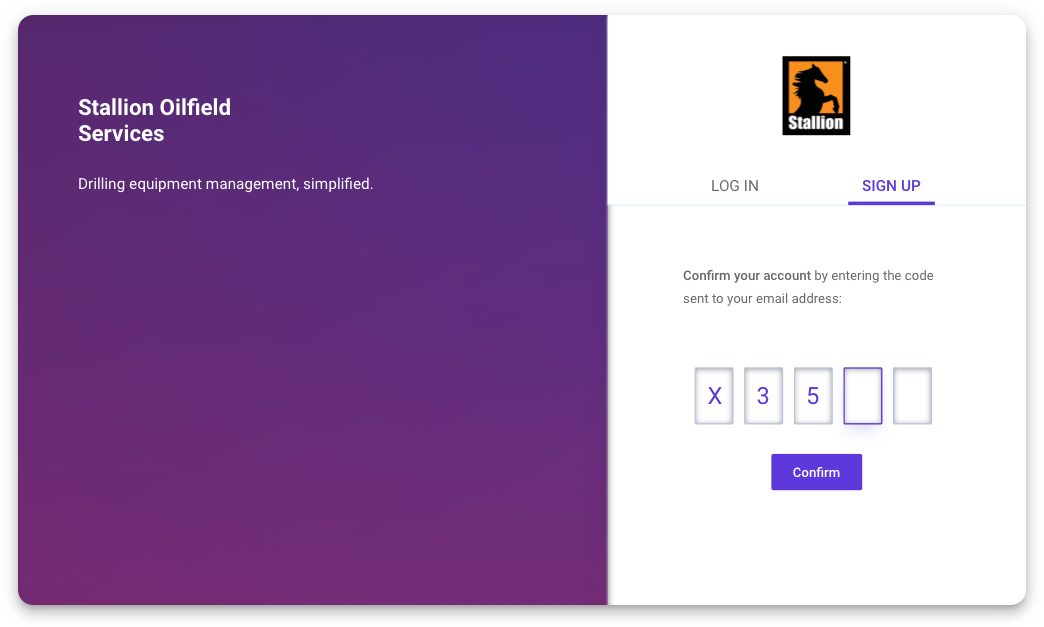 Stallion Oilfield
Services
Drilling equipment management, simplified.
Stallion
LOG IN SIGN UP
Confirm your account by entering the code
sent to your email address:
X 3 5
Confirm